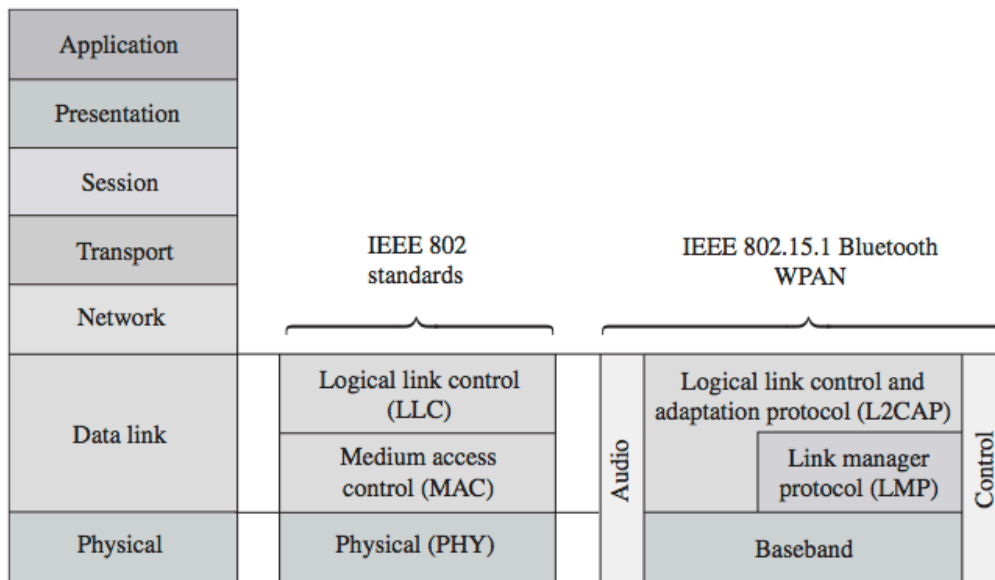 Application
Presentation
Session
Transport
Network
Data link
Physical
IEEE 802
standards
Logical link control
(LLC)
Medium access
control (MAC)
Physical (PHY)
IEEE 802.15.1 Bluetooth
WPAN
Audio
Logical link control and
adaptation protocol (L2CAP)
Link manager
protocol (LMP)
Baseband
Control